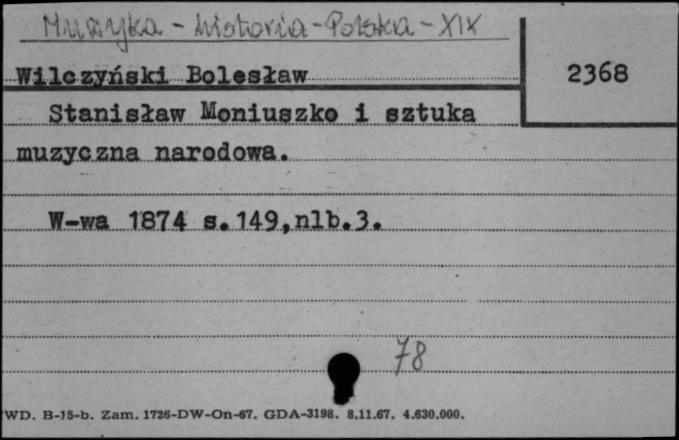 Muzyka - historia - Polska - XIX
Wilczyński Bolesław
2368
Stanisław Moniuszko i sztuka
muzyczna narodowa.
W-wa 1874 s.149,nlb.3.
78
WD. B-15-b. Zam. 1726-DW-On-67. GDA-3198. 8.11.67. 4.630.000.